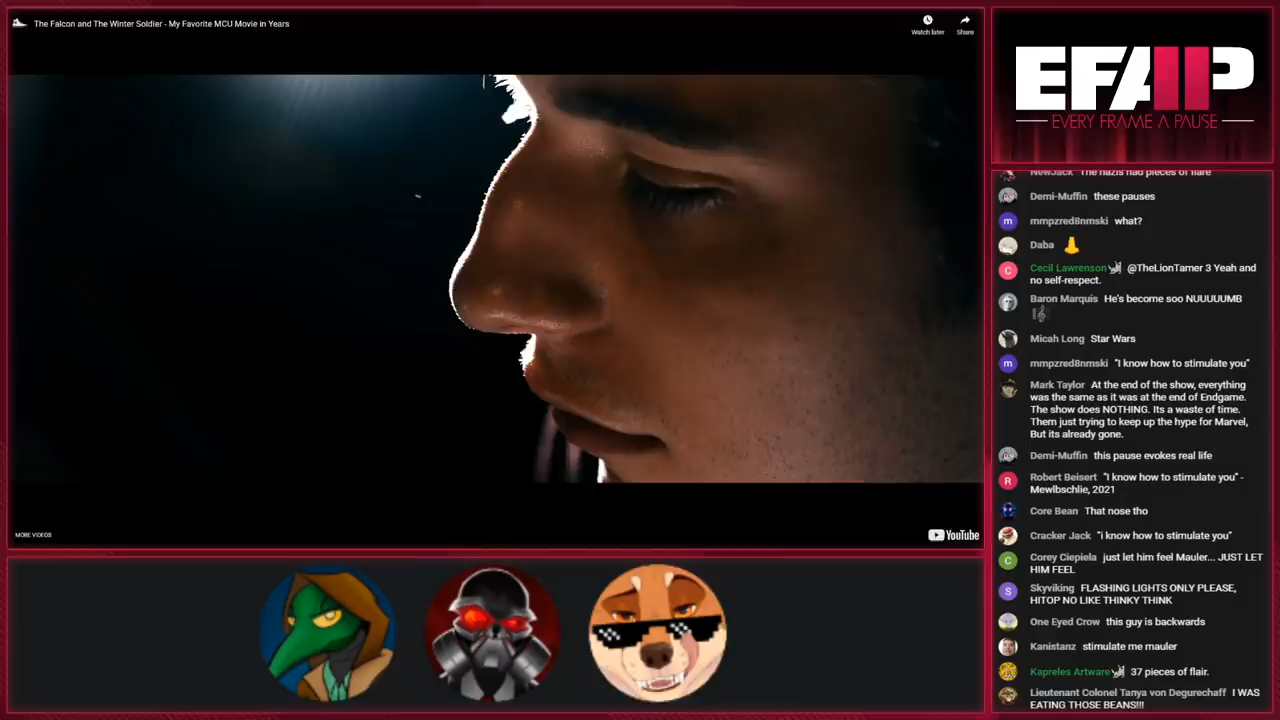 The Falcon and The Winter Soldier - My Favorite MCU Movie in Years
Watch later
Share
MORE VIDEOS
YouTube
EFAP
EVERY FRAME A PAUSE
NewJack The nazis had pieces of flare
Demi-Muffin these pauses
mmpzred8nmski what?
Daba
Cecil Lawrenson @TheLionTamer 3 Yeah and
no self-respect.
Baron Marquis He's become soo NUUUUUMB
Micah Long Star Wars
mmpzred8nmski "I know how to stimulate you"
Mark Taylor At the end of the show, everything
was the same as it was at the end of Endgame.
The show does NOTHING. Its a waste of time.
Them just trying to keep up the hype for Marvel,
But its already gone.
Demi-Muffin this pause evokes real life
Robert Beisert "I know how to stimulate you" -
Mewlbschlie, 2021
Core Bean That nose tho
Cracker Jack "i know how to stimulate you"
Corey Ciepiela just let him feel Mauler... JUST LET
HIM FEEL
Skyviking FLASHING LIGHTS ONLY PLEASE,
HITOP NO LIKE THINKY THINK
One Eyed Crow this guy is backwards
Kanistanz stimulate me mauler
Kapreles Artware 37 pieces of flair.
Lieutenant Colonel Tanya von Degurechaff I WAS
EATING THOSE BEANS!!!